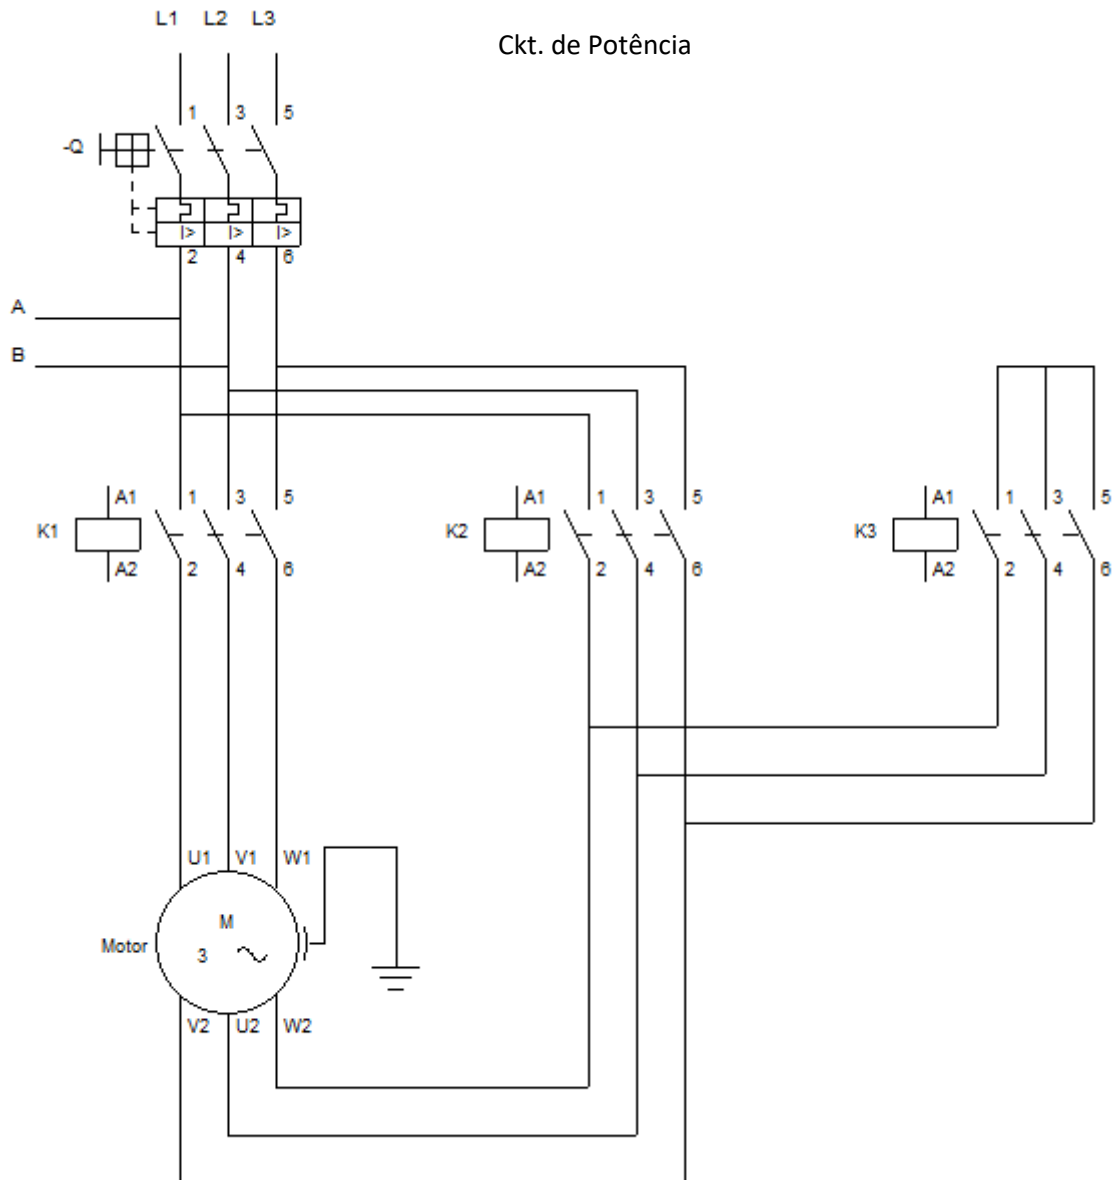 L1 L2 L3
Ckt. de Potência
1 3 5
-Q
I> I> I>
2 4 6
A
B
A1 1 3 5 A1 1 3 5 A1 1 3 5
K1 K2 K3
A2 2 4 6 A2 2 4 6 A2 2 4 6
U1 V1 W1
M
Motor 3
V2 U2 W2